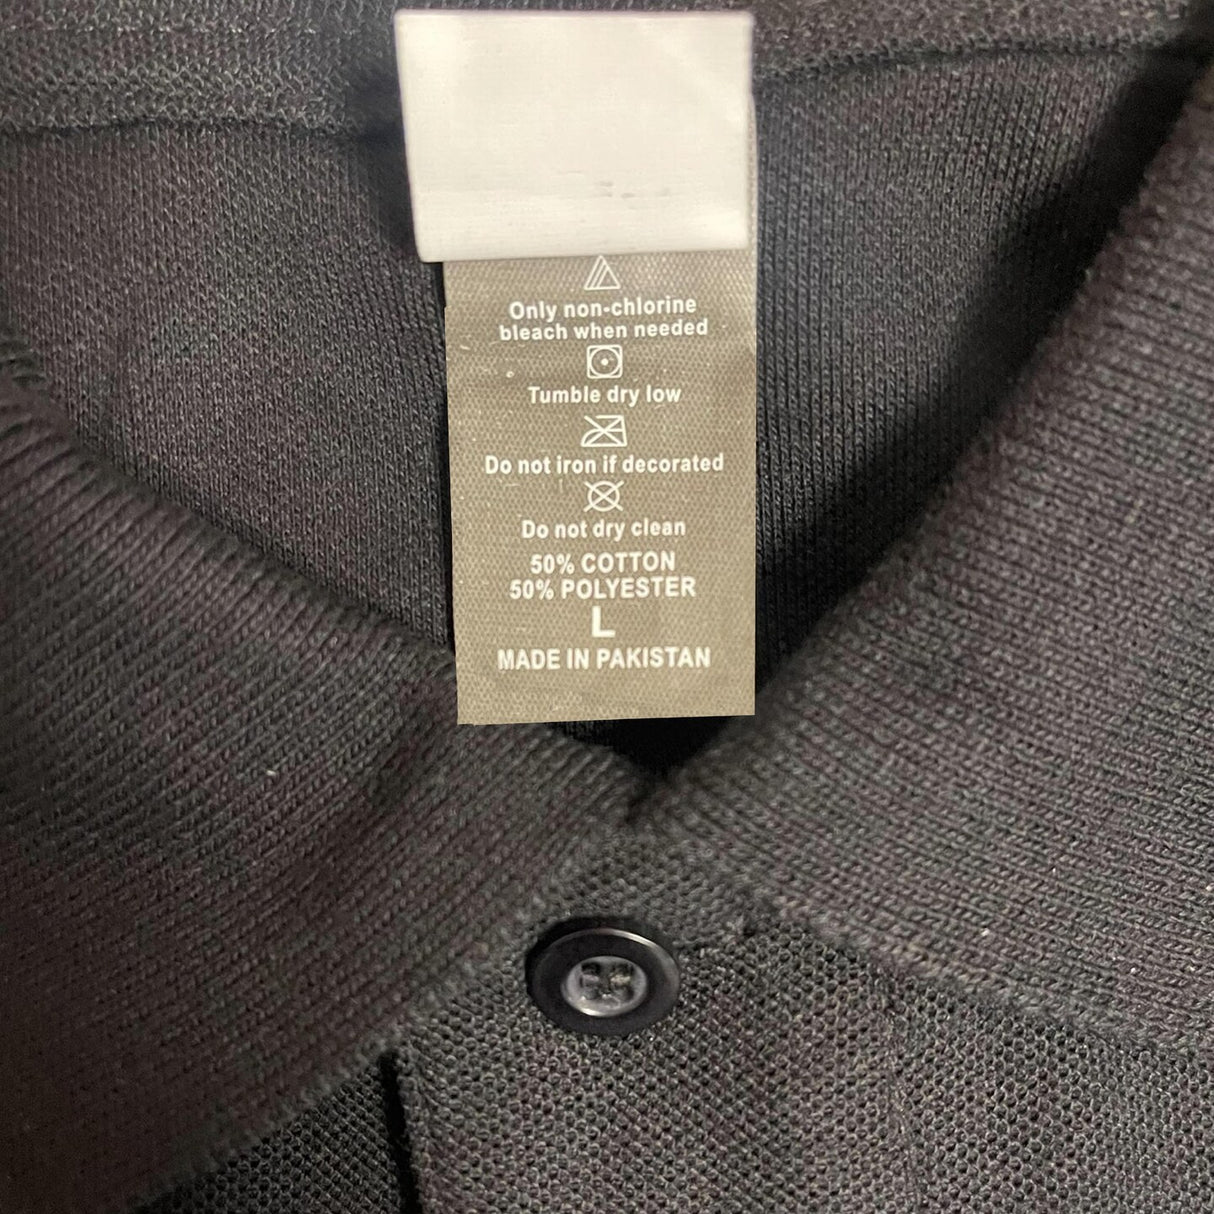 Only non-chlorine
bleach when needed
Tumble dry low
Do not iron if decorated
Do not dry clean
50% COTTON
50% POLYESTER
L
MADE IN PAKISTAN